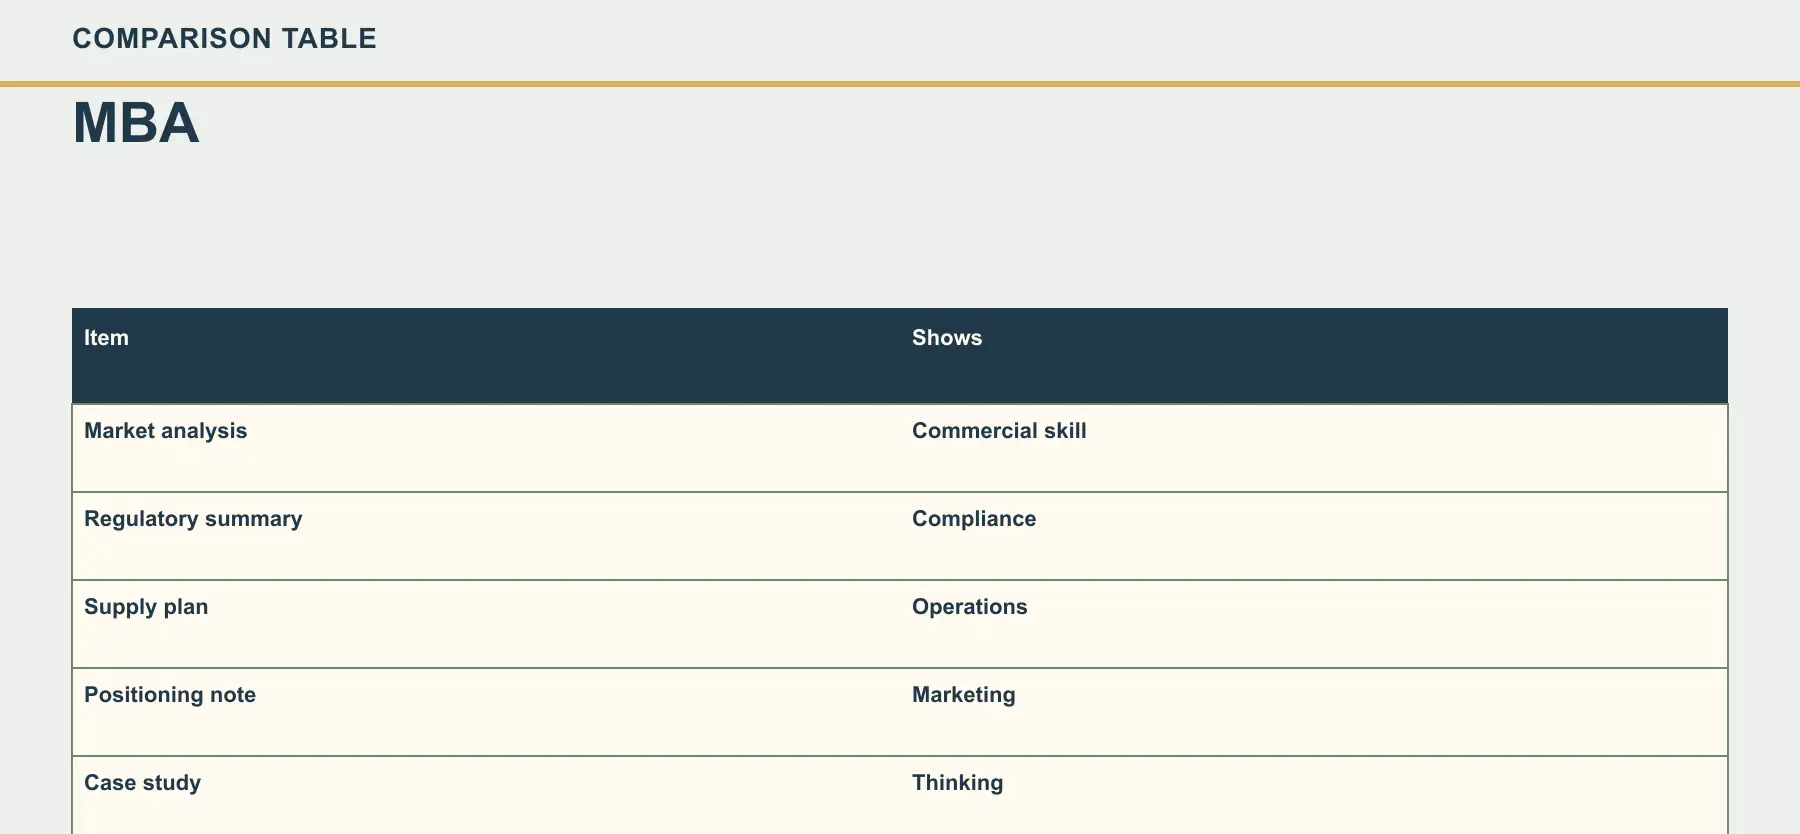 COMPARISON TABLE
MBA
Item Shows
Market analysis Commercial skill
Regulatory summary Compliance
Supply plan Operations
Positioning note Marketing
Case study Thinking